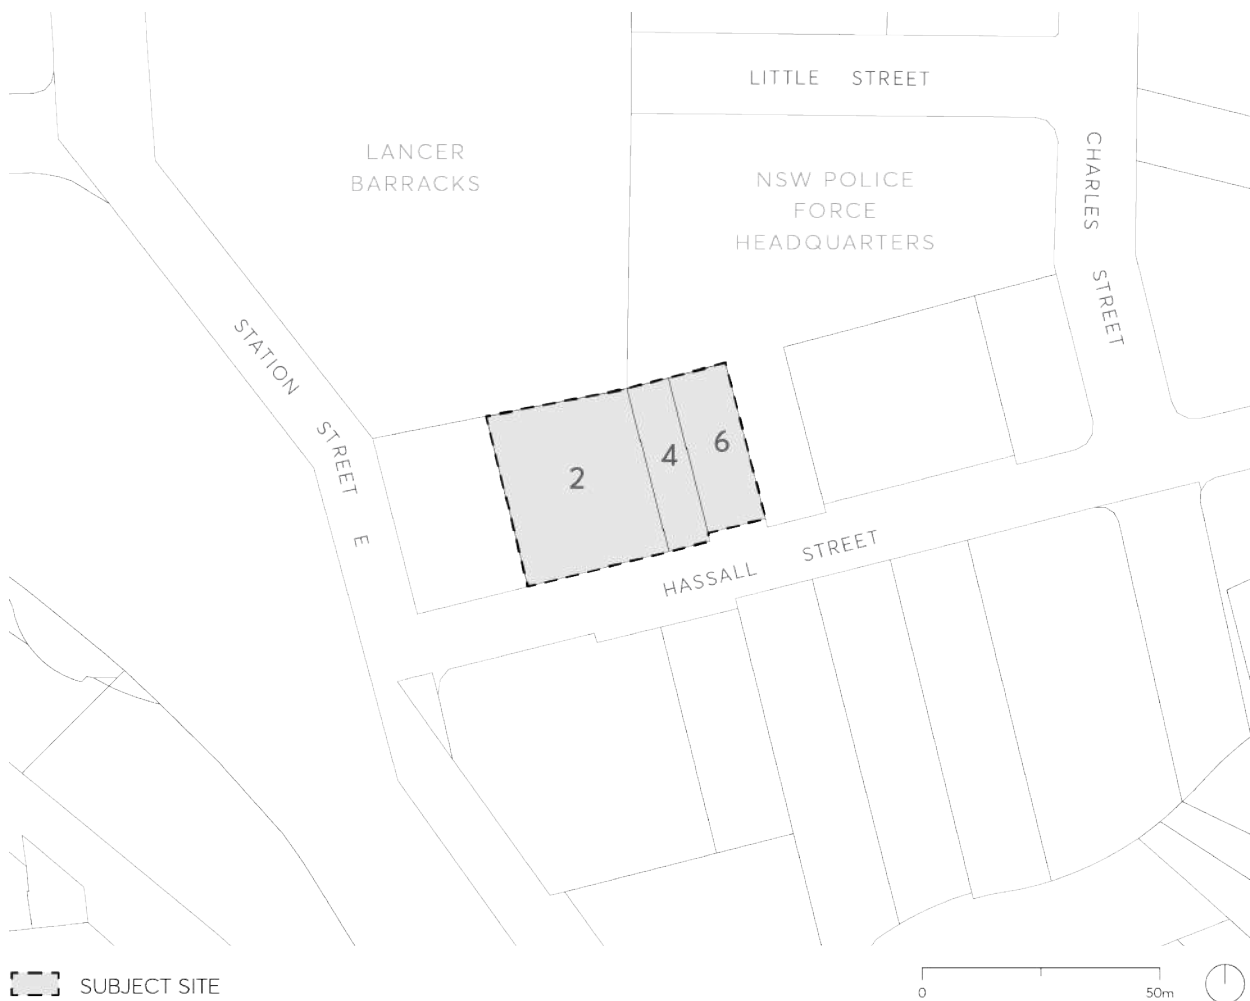 LITTLE STREET
LANCER
BARRACKS
NSW POLICE
FORCE
HEADQUARTERS
CHARLES STREET
STATION STREET E
2
4
6
HASSALL STREET
SUBJECT SITE
0
50m